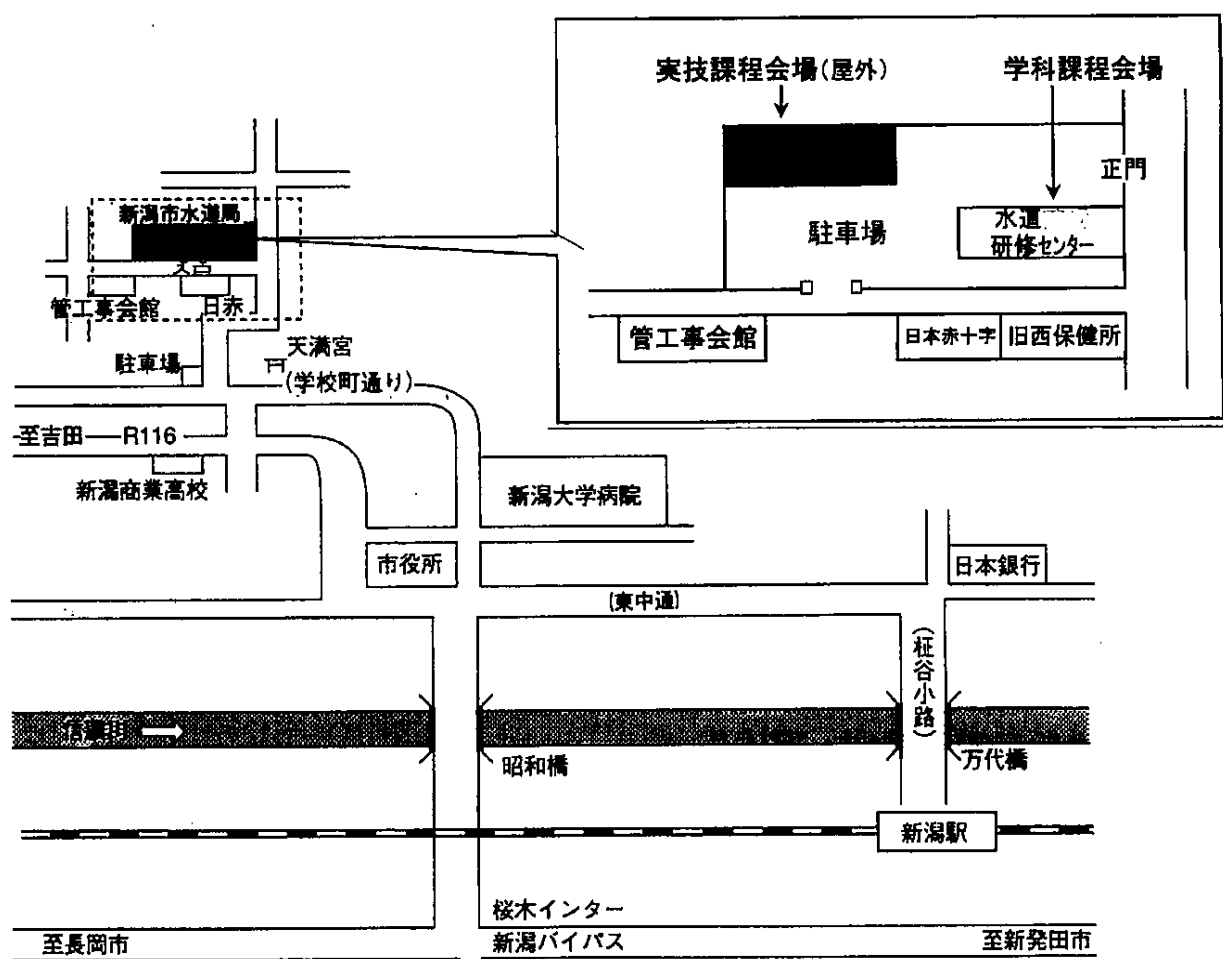 実技課程会場(屋外)
学科課程会場
正門
駐車場
水道
研修センター
管工事会館
日本赤十字
旧西保健所
新潟市水道局
管工事会館
日赤
駐車場
天満宮
(学校町通り)
至吉田
R116
新潟商業高校
新潟大学病院
市役所
日本銀行
(東中通)
(柾谷小路)
信濃川
昭和橋
万代橋
新潟駅
桜木インター
至長岡市
新潟バイパス
至新発田市